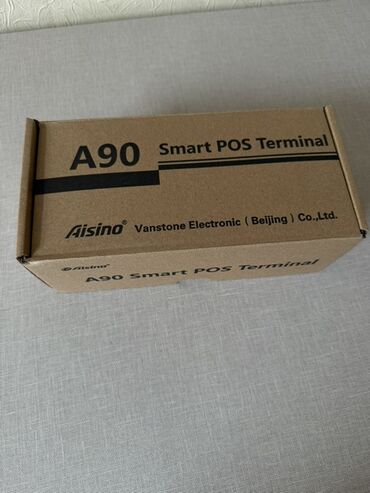 A90 Smart POS Terminal
Aisino® Vanstone Electronic ( Beijing ) Co.,Ltd.
Aisino®
A90 Smart POS Terminal